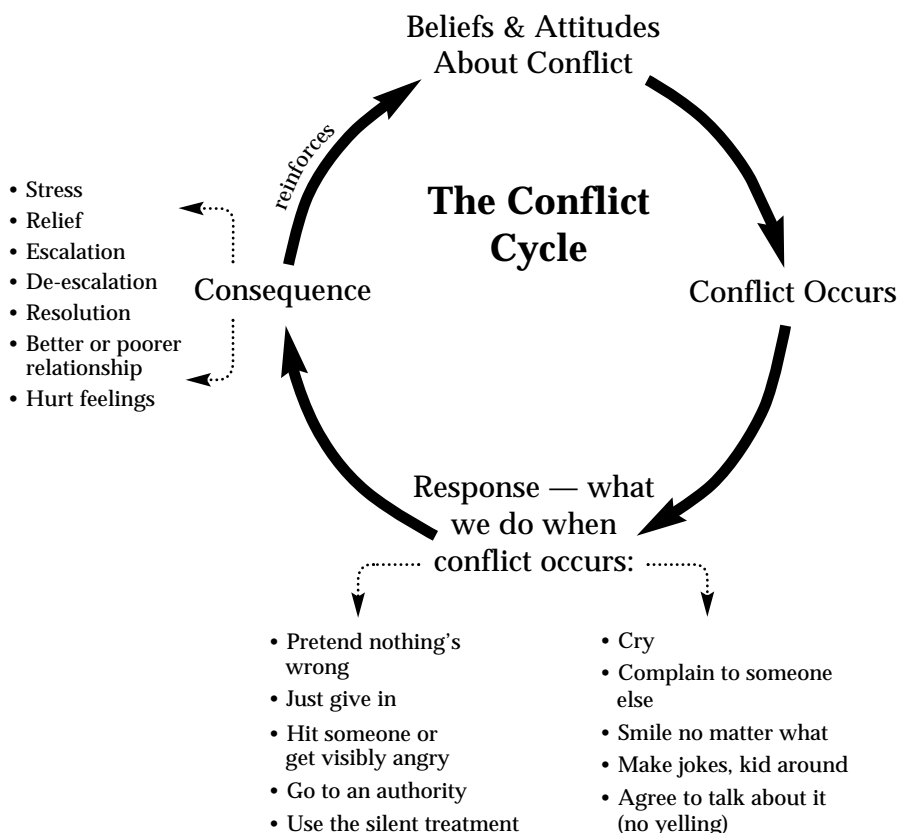 Beliefs & Attitudes
About Conflict
reinforces
The Conflict
Cycle
• Stress
• Relief
• Escalation
• De-escalation
• Resolution
• Better or poorer
relationship
• Hurt feelings
Consequence
Conflict Occurs
Response — what
we do when
conflict occurs:
• Pretend nothing's
wrong
• Just give in
• Hit someone or
get visibly angry
• Go to an authority
• Use the silent treatment
• Cry
• Complain to someone
else
• Smile no matter what
• Make jokes, kid around
• Agree to talk about it
(no yelling)